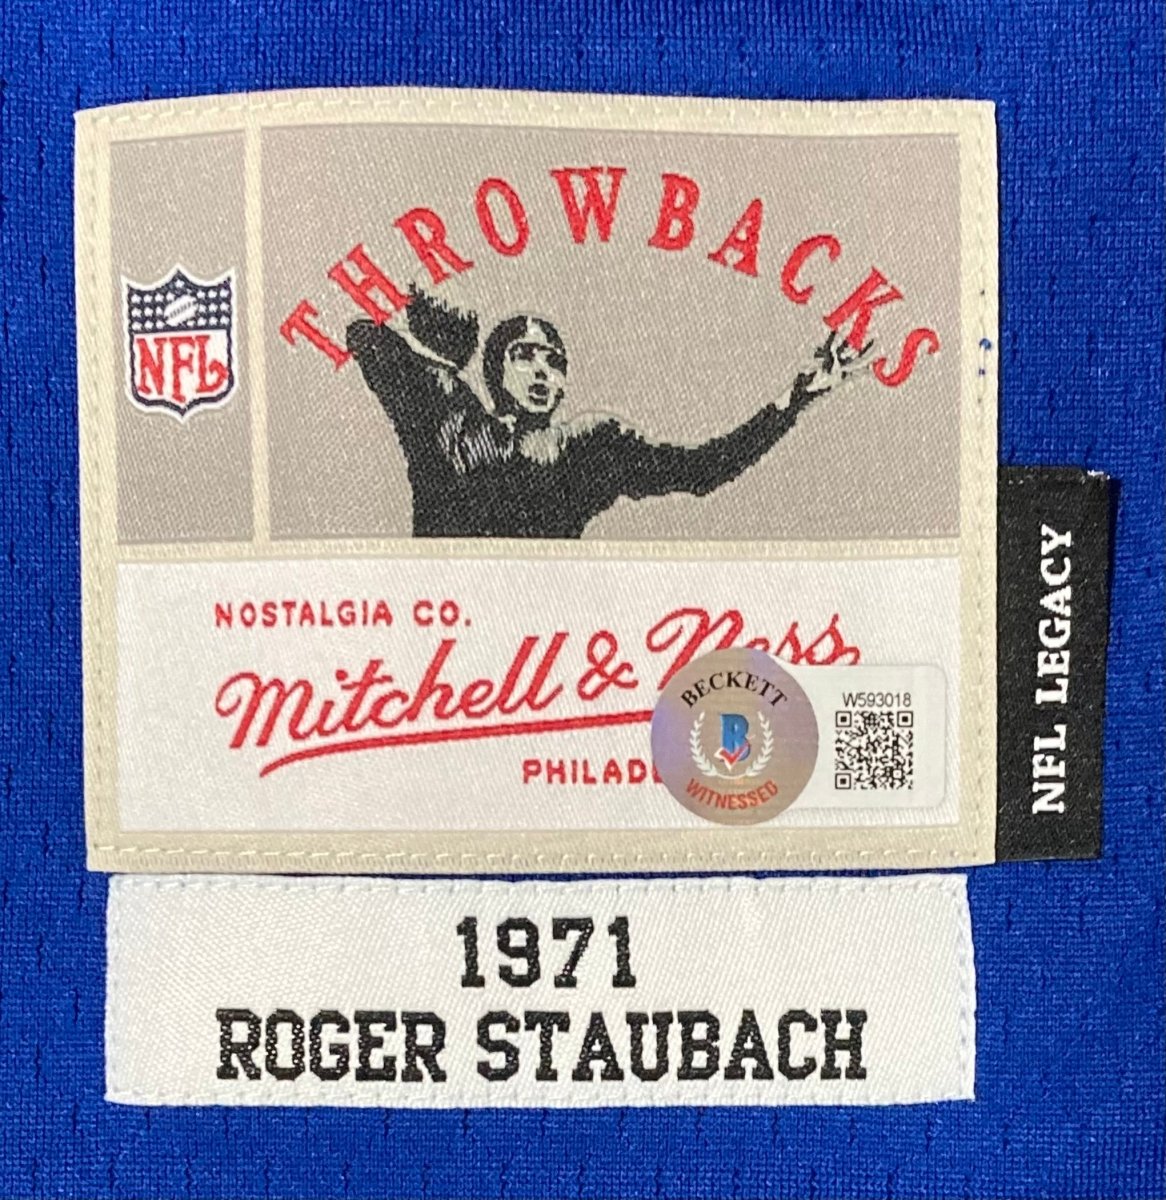 THROWBACKS
NFL
NOSTALGIA CO.
Mitchell & Ness
PHILADE
BECKETT
B
WITNESSED
W593018
NFL LEGACY
1971
ROGER STAUBACH